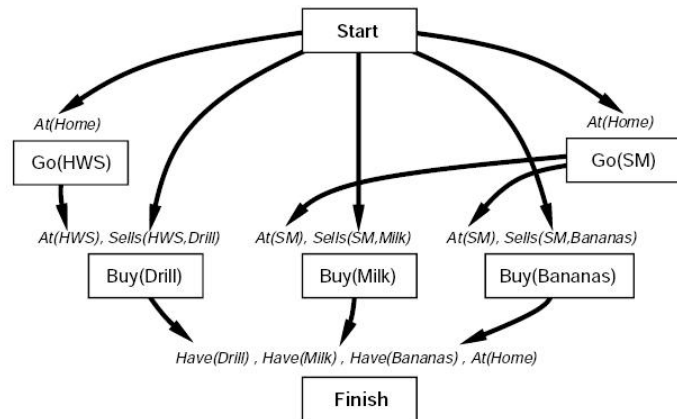 Start
At(Home)
At(Home)
Go(HWS)
Go(SM)
At(HWS), Sells(HWS,Drill)
At(SM), Sells(SM,Milk)
At(SM), Sells(SM,Bananas)
Buy(Drill)
Buy(Milk)
Buy(Bananas)
Have(Drill) , Have(Milk) , Have(Bananas) , At(Home)
Finish